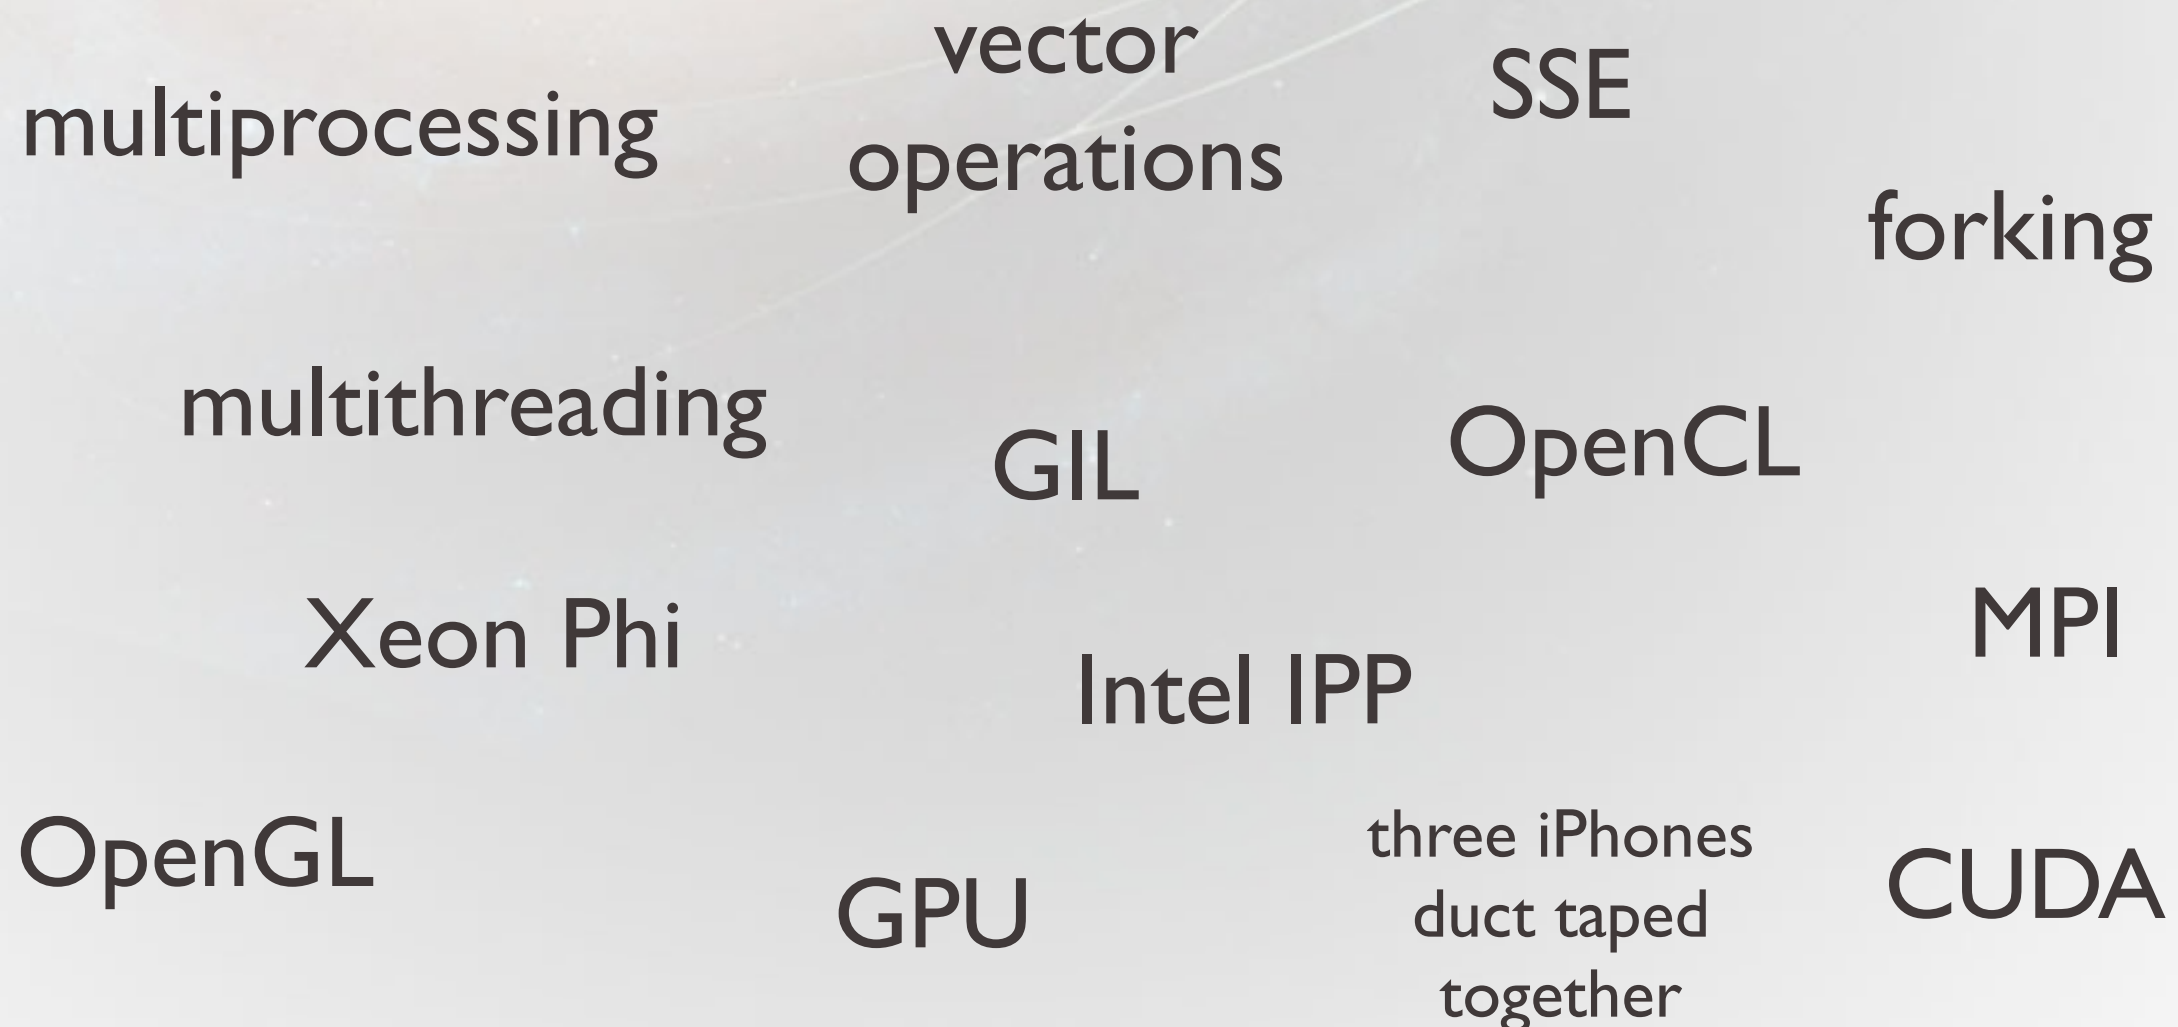 multiprocessing
vector
operations
SSE
forking
multithreading
GIL
OpenCL
Xeon Phi
Intel IPP
MPI
OpenGL
GPU
three iPhones
duct taped
together
CUDA